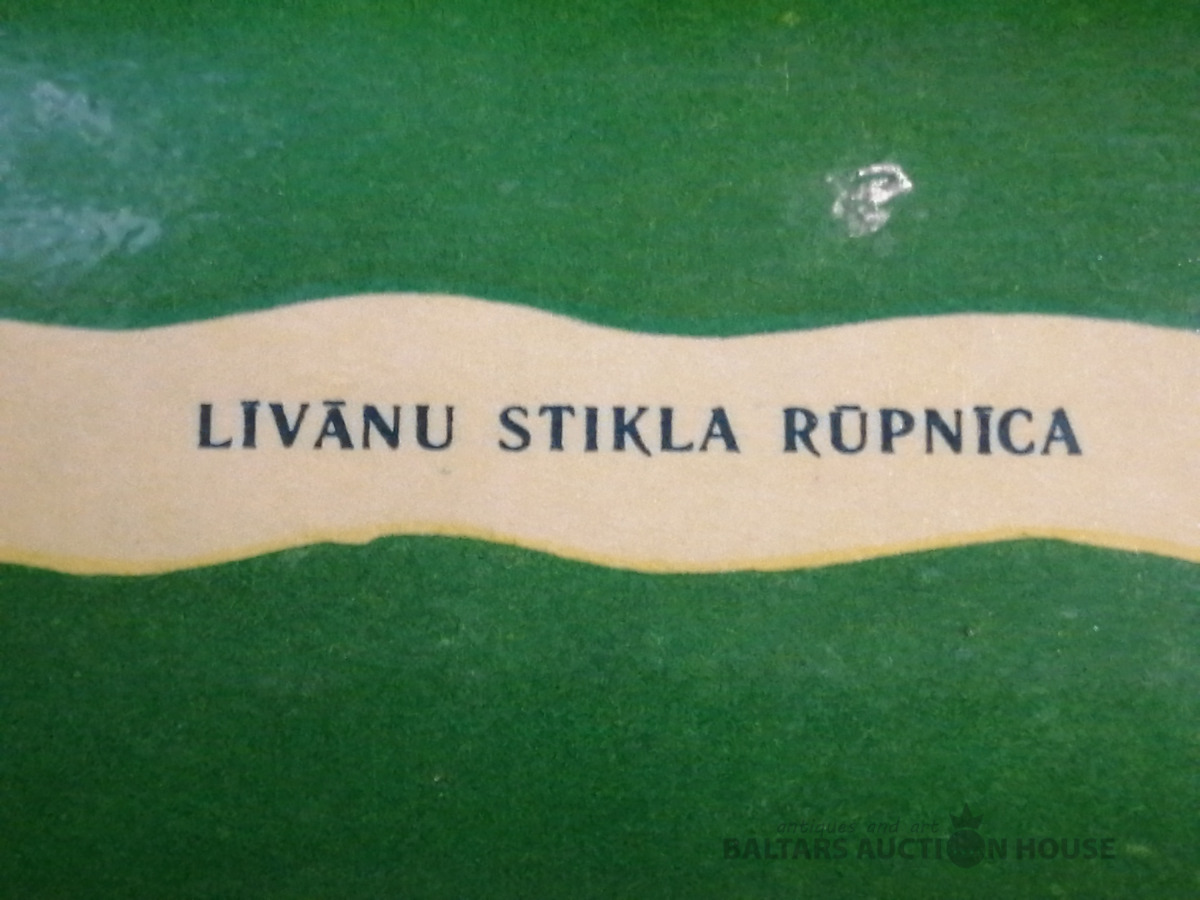 LĪVĀNU STIKLA RŪPNĪCA
antiques and art
BALTARS AUCTION HOUSE